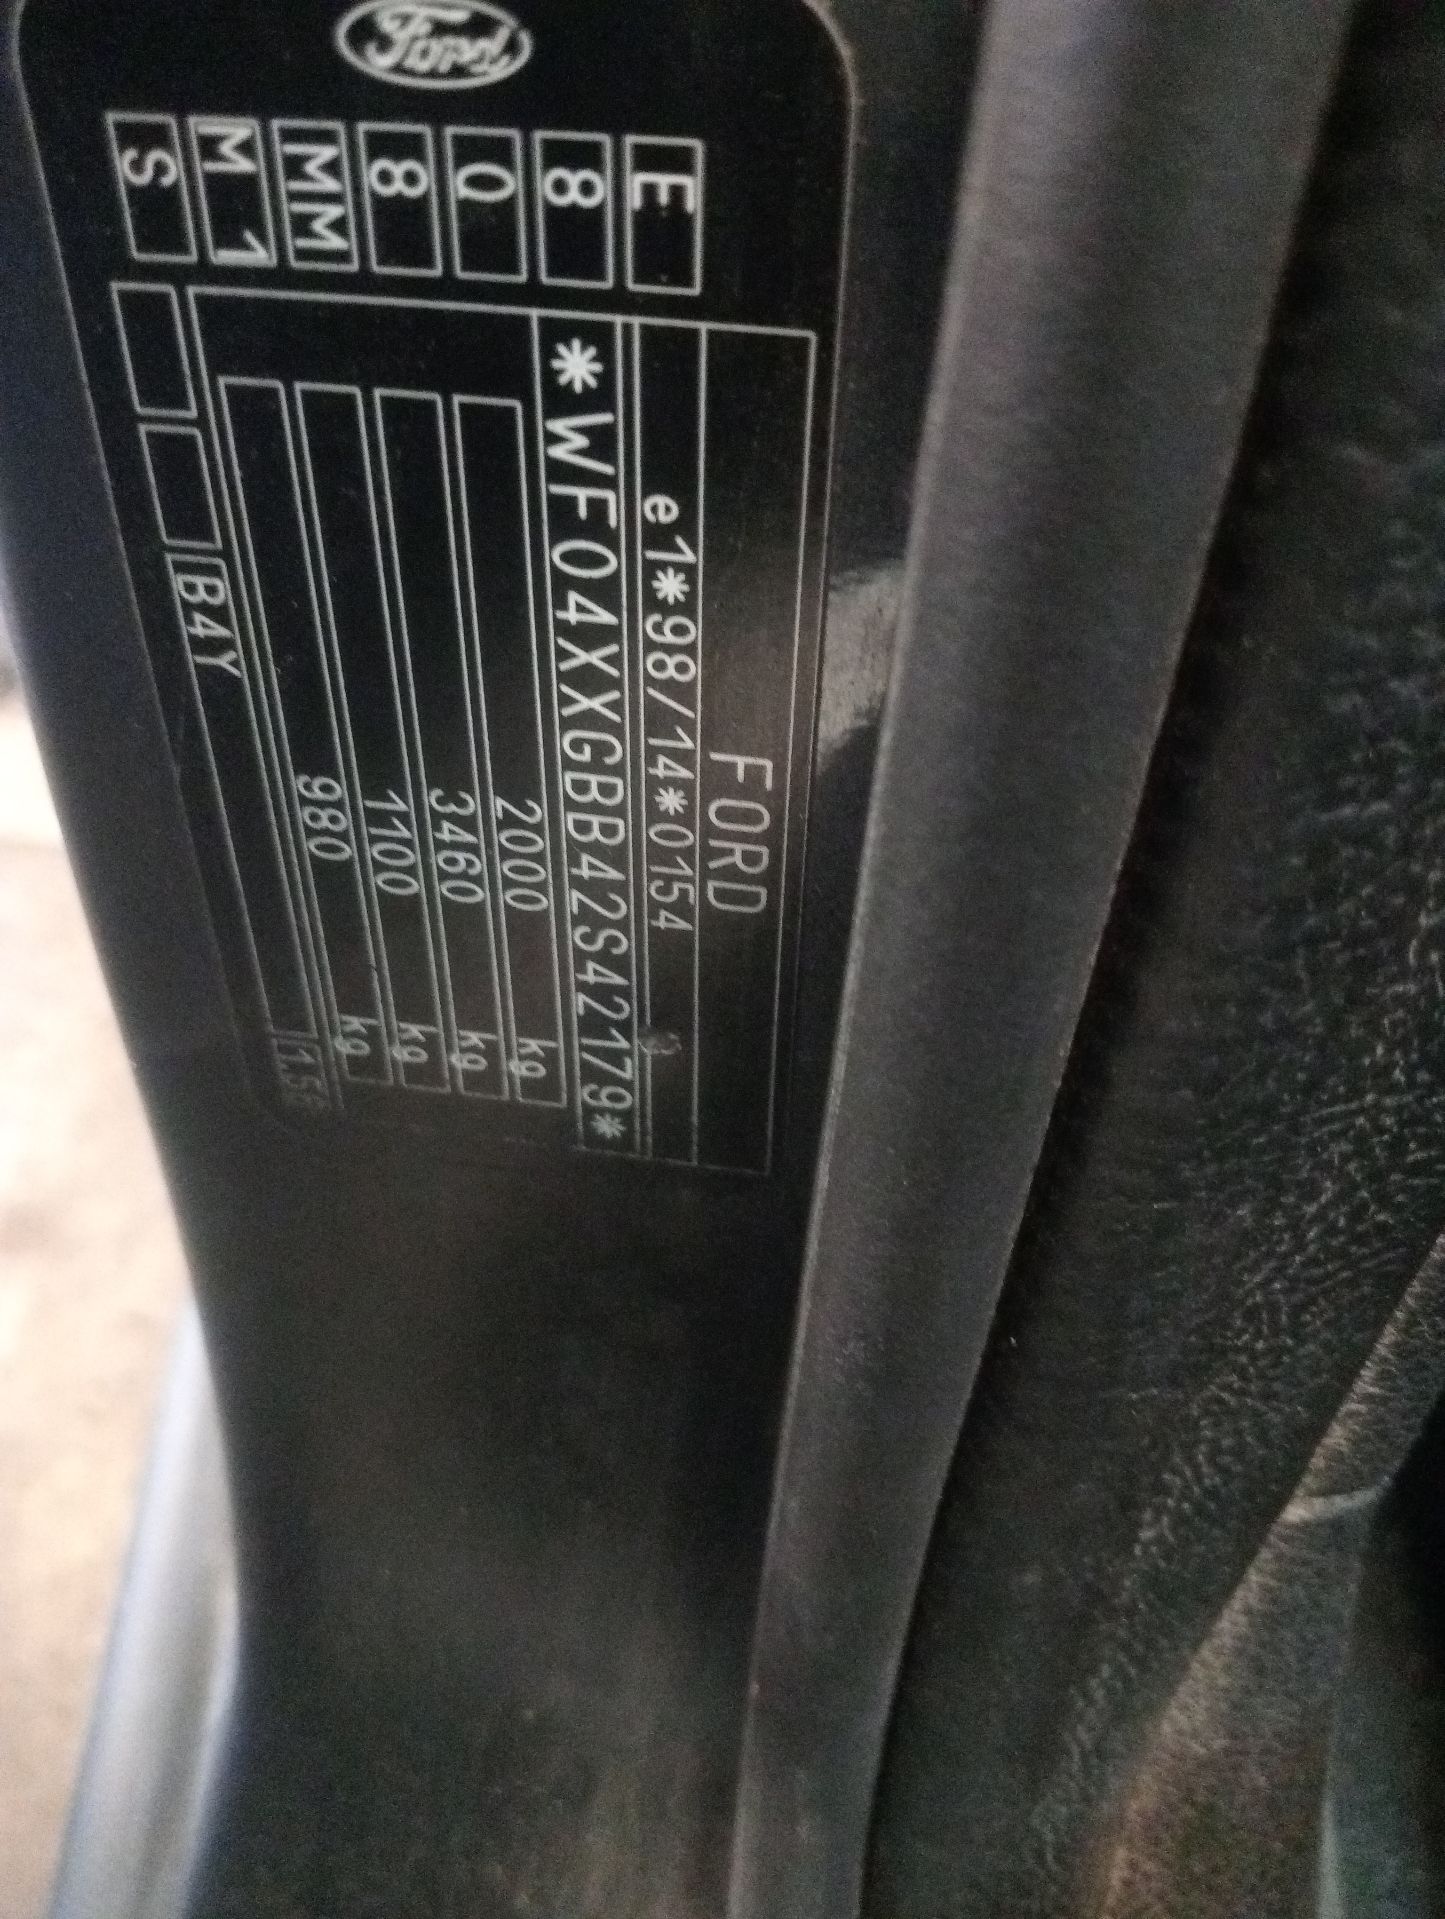 Ford
FORD
e1*98/14*0154
*WF04XXGBB42S42179*
2000 kg
3460 kg
1100 kg
980 kg
E
8
Q
8
MM
M 1
S
B4Y